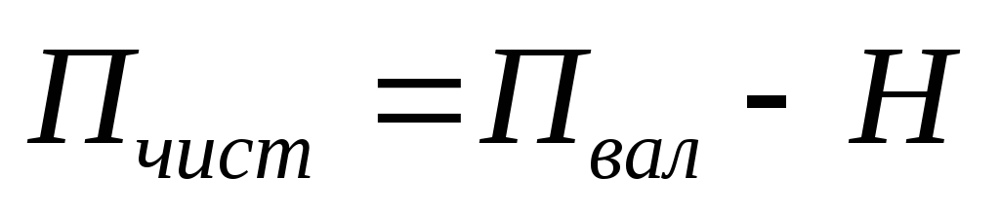 Пчист = Пвал - Н